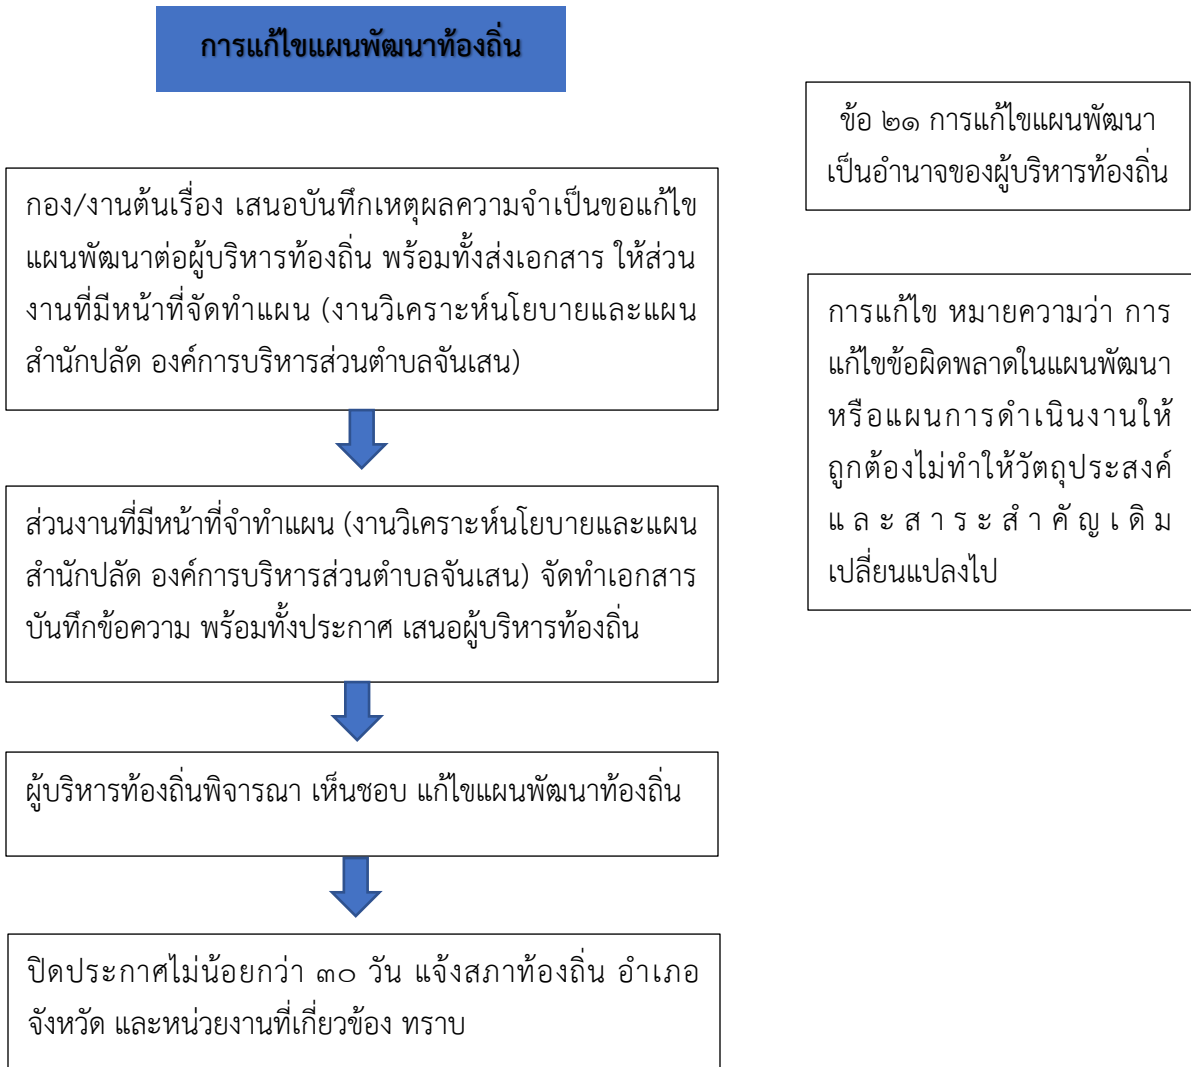 การแก้ไขแผนพัฒนาท้องถิ่น
ข้อ ๒๑ การแก้ไขแผนพัฒนา
เป็นอำนาจของผู้บริหารท้องถิ่น
กอง/งานต้นเรื่อง เสนอบันทึกเหตุผลความจำเป็นขอแก้ไข
แผนพัฒนาต่อผู้บริหารท้องถิ่น พร้อมทั้งส่งเอกสาร ให้ส่วน
งานที่มีหน้าที่จัดทำแผน (งานวิเคราะห์นโยบายและแผน
สำนักปลัด องค์การบริหารส่วนตำบลจันเสน)
การแก้ไข หมายความว่า การ
แก้ไขข้อผิดพลาดในแผนพัฒนา
หรือแผนการดำเนินงานให้
ถูกต้องไม่ทำให้วัตถุประสงค์
และสาระสำคัญเดิม
เปลี่ยนแปลงไป
ส่วนงานที่มีหน้าที่จำทำแผน (งานวิเคราะห์นโยบายและแผน
สำนักปลัด องค์การบริหารส่วนตำบลจันเสน) จัดทำเอกสาร
บันทึกข้อความ พร้อมทั้งประกาศ เสนอผู้บริหารท้องถิ่น
ผู้บริหารท้องถิ่นพิจารณา เห็นชอบ แก้ไขแผนพัฒนาท้องถิ่น
ปิดประกาศไม่น้อยกว่า ๓๐ วัน แจ้งสภาท้องถิ่น อำเภอ
จังหวัด และหน่วยงานที่เกี่ยวข้อง ทราบ